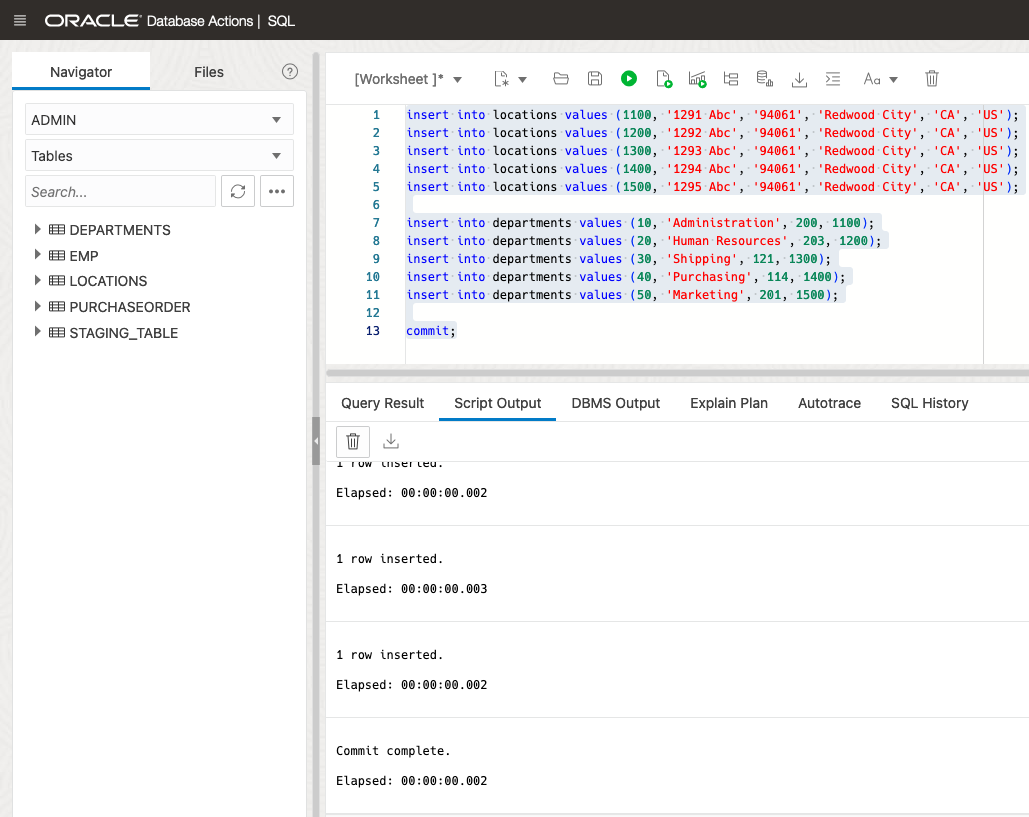 ORACLE Database Actions | SQL
Navigator
Files
?
ADMIN
Tables
Search...
DEPARTMENTS
EMP
LOCATIONS
PURCHASEORDER
STAGING_TABLE
[Worksheet ]*
Aa
1 insert into locations values (1100, '1291 Abc', '94061', 'Redwood City', 'CA', 'US');
2 insert into locations values (1200, '1292 Abc', '94061', 'Redwood City', 'CA', 'US');
3 insert into locations values (1300, '1293 Abc', '94061', 'Redwood City', 'CA', 'US');
4 insert into locations values (1400, '1294 Abc', '94061', 'Redwood City', 'CA', 'US');
5 insert into locations values (1500, '1295 Abc', '94061', 'Redwood City', 'CA', 'US');
6
7 insert into departments values (10, 'Administration', 200, 1100);
8 insert into departments values (20, 'Human Resources', 203, 1200);
9 insert into departments values (30, 'Shipping', 121, 1300);
10 insert into departments values (40, 'Purchasing', 114, 1400);
11 insert into departments values (50, 'Marketing', 201, 1500);
12
13 commit;
Query Result
Script Output
DBMS Output
Explain Plan
Autotrace
SQL History
1 row inserted.
Elapsed: 00:00:00.002
1 row inserted.
Elapsed: 00:00:00.003
1 row inserted.
Elapsed: 00:00:00.002
Commit complete.
Elapsed: 00:00:00.002